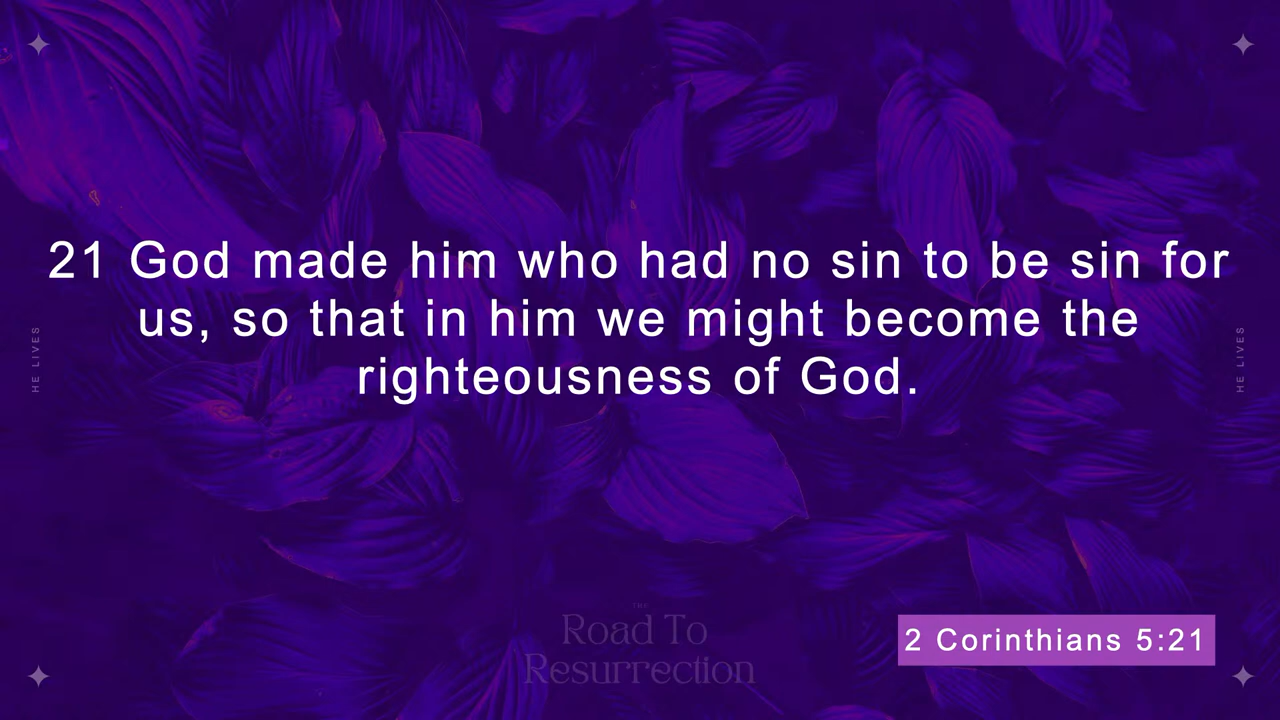 21 God made him who had no sin to be sin for
us, so that in him we might become the
righteousness of God.
HE LIVES
HE LIVES
THE
Road To
Resurrection
2 Corinthians 5:21